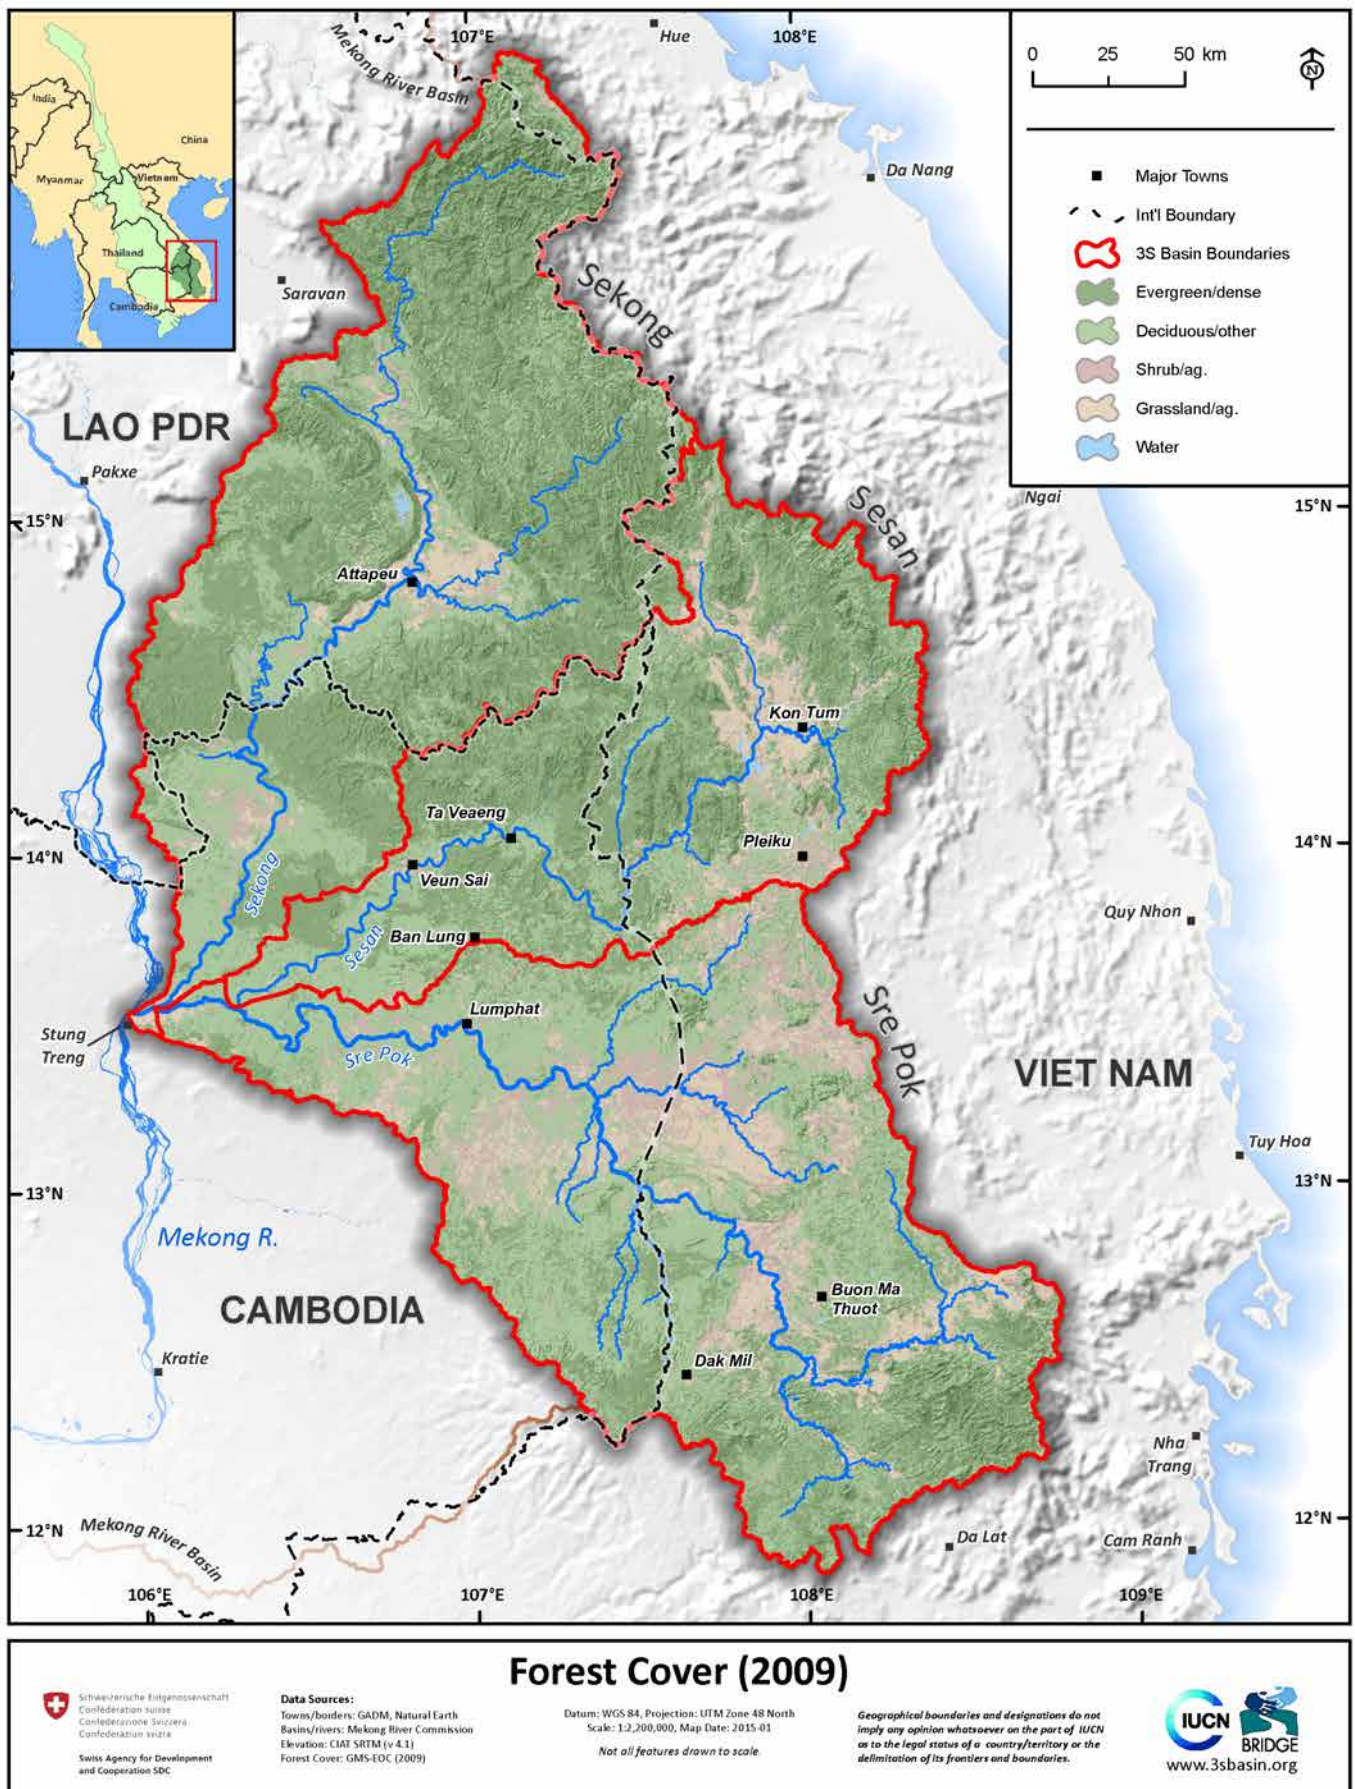 107°E
108°E
Hue
Mekong River Basin
0 25 50 km
N
India
China
Myanmar
Vietnam
Thailand
Cambodia
Da Nang
Major Towns
Int'l Boundary
3S Basin Boundaries
Evergreen/dense
Deciduous/other
Shrub/ag.
Grassland/ag.
Water
Saravan
Sekong
LAO PDR
Pakxe
Ngai
15°N
15°N
Sesan
Attapeu
Kon Tum
Ta Veaeng
Pleiku
14°N
14°N
Veun Sai
Sekong
Quy Nhon
Ban Lung
Sesan
Lumphat
Sre Pok
Stung
Treng
Sre Pok
VIET NAM
Tuy Hoa
13°N
13°N
Mekong R.
CAMBODIA
Buon Ma
Thuot
Kratie
Dak Mil
Nha
Trang
12°N
12°N
Mekong River Basin
Da Lat
Cam Ranh
106°E
107°E
108°E
109°E
Forest Cover (2009)
Schweizerische Eidgenossenschaft
Confédération suisse
Confederazione Svizzera
Confederaziun svizra
Swiss Agency for Development
and Cooperation SDC
Data Sources:
Towns/borders: GADM, Natural Earth
Basins/rivers: Mekong River Commission
Elevation: CIAT SRTM (v 4.1)
Forest Cover: GMS-EOC (2009)
Datum: WGS 84, Projection: UTM Zone 48 North
Scale: 1:2,200,000, Map Date: 2015-01
Not all features drawn to scale
Geographical boundaries and designations do not
imply any opinion whatsoever on the part of IUCN
as to the legal status of a country/territory or the
delimitation of its frontiers and boundaries.
IUCN
BRIDGE
www.3sbasin.org